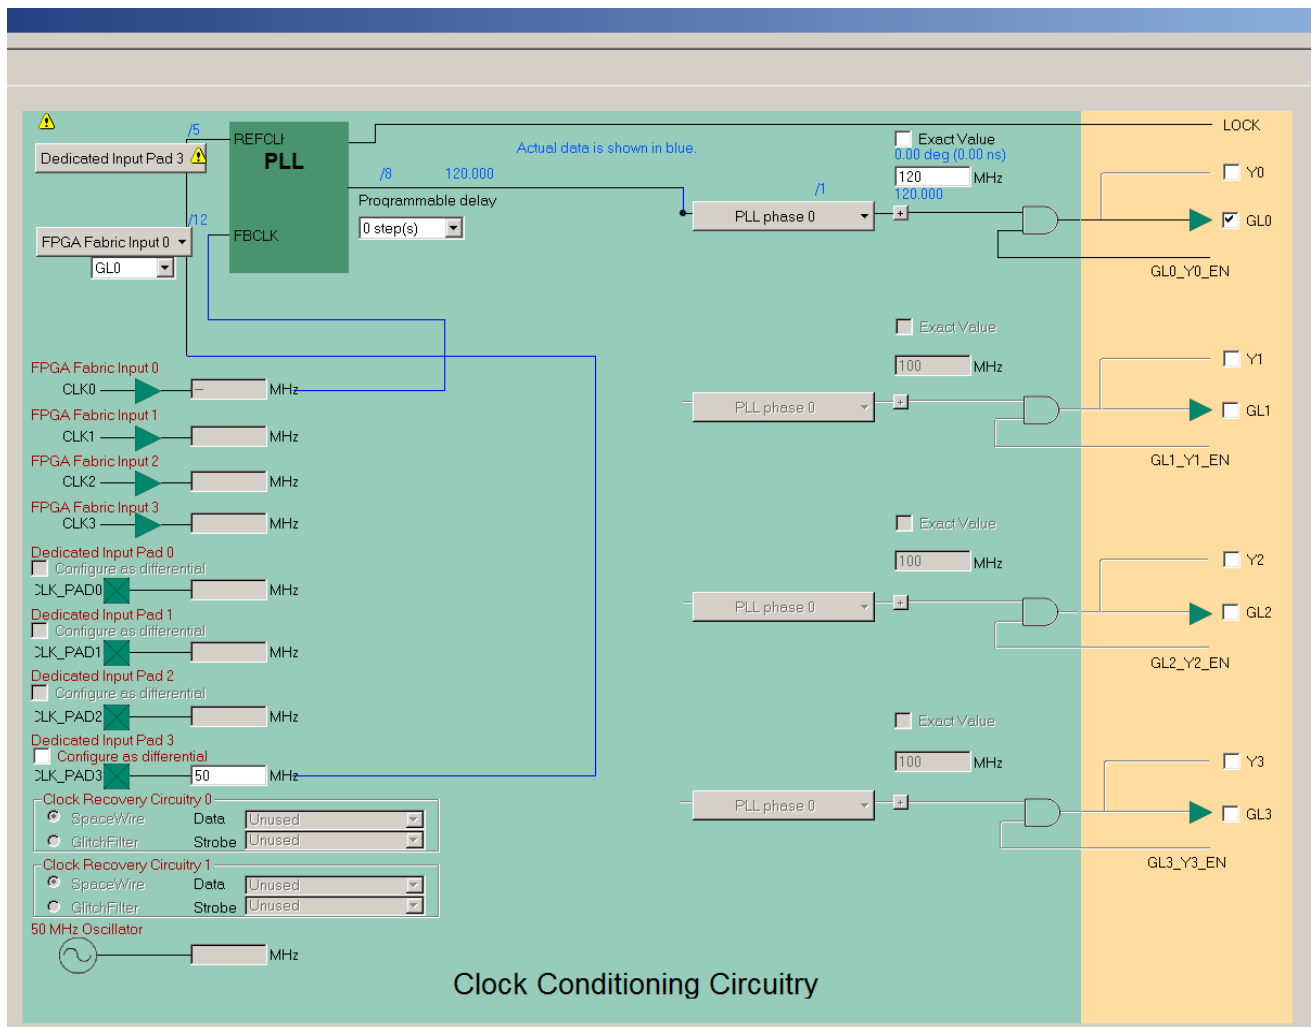 /5
REFCLK
LOCK
Exact Value
0.00 deg (0.00 ns)
Dedicated Input Pad 3
PLL
Actual data is shown in blue.
/8 120.000
120 MHz
Y0
/1
120.000
Programmable delay
/12
PLL phase 0
+
0 step(s)
GL0
FPGA Fabric Input 0
FBCLK
GL0
GL0_Y0_EN
Exact Value
FPGA Fabric Input 0
100 MHz
Y1
CLK0 – MHz
PLL phase 0
+
GL1
FPGA Fabric Input 1
CLK1 MHz
GL1_Y1_EN
FPGA Fabric Input 2
CLK2 MHz
FPGA Fabric Input 3
CLK3 MHz
Exact Value
Dedicated Input Pad 0
Configure as differential
100 MHz
Y2
CLK_PAD0 MHz
PLL phase 0
+
GL2
Dedicated Input Pad 1
Configure as differential
CLK_PAD1 MHz
GL2_Y2_EN
Dedicated Input Pad 2
Configure as differential
CLK_PAD2 MHz
Exact Value
Dedicated Input Pad 3
Configure as differential
100 MHz
Y3
CLK_PAD3 50 MHz
Clock Recovery Circuitry 0
PLL phase 0
+
GL3
SpaceWire Data Unused
GlitchFilter Strobe Unused
GL3_Y3_EN
Clock Recovery Circuitry 1
SpaceWire Data Unused
GlitchFilter Strobe Unused
50 MHz Oscillator
MHz
Clock Conditioning Circuitry